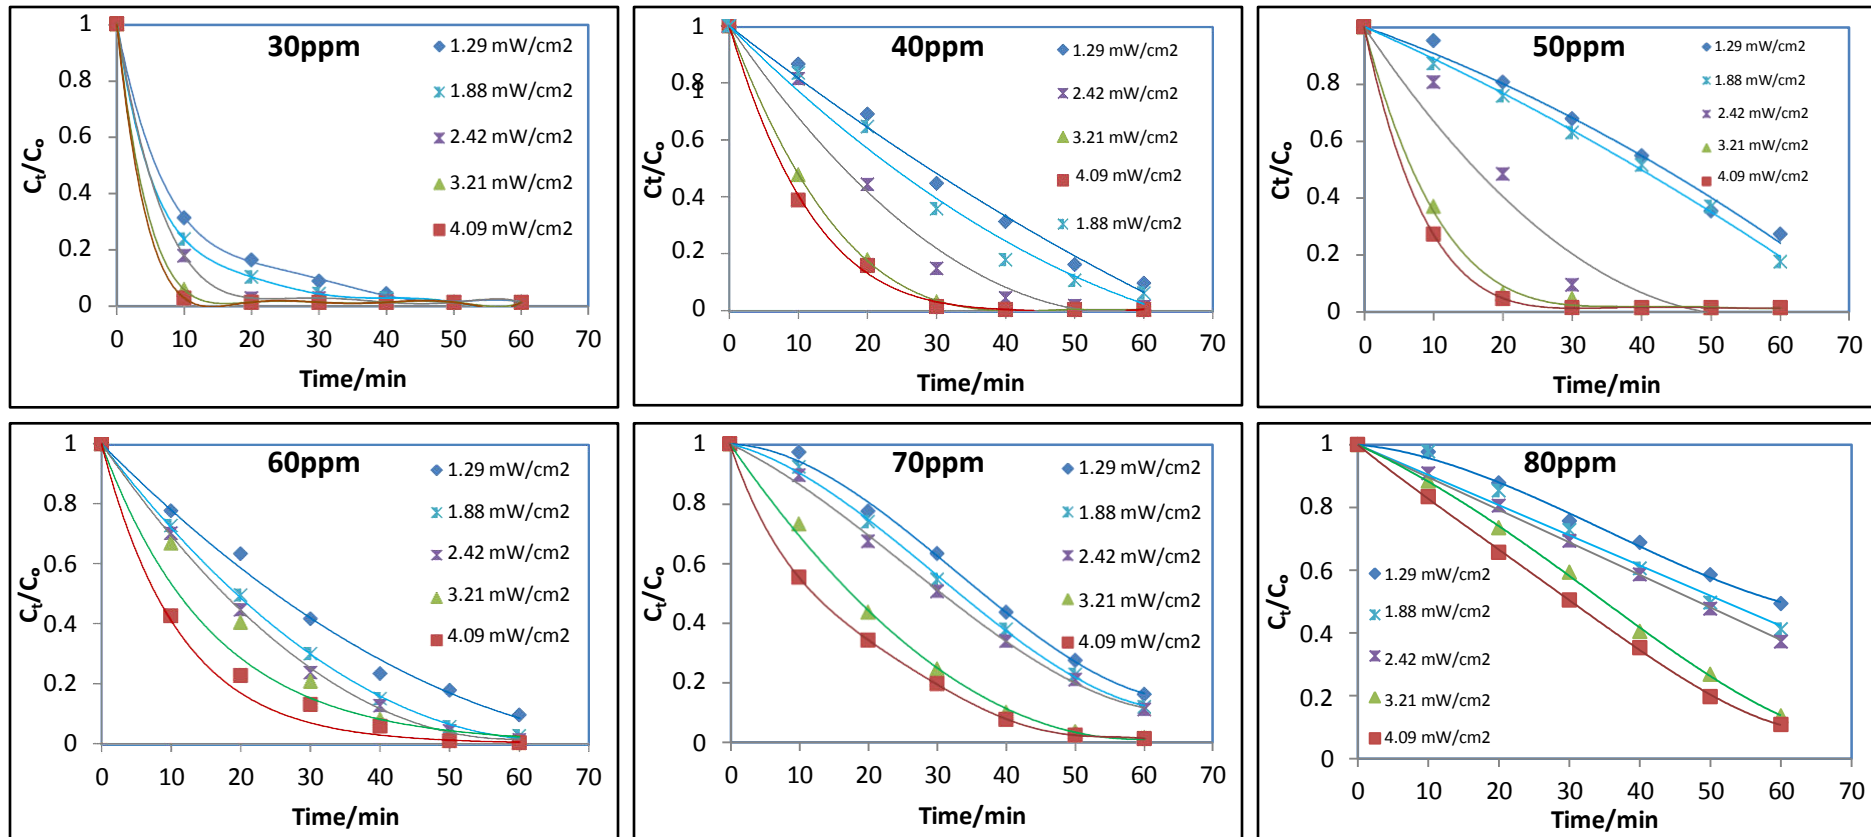 30ppm
1
0.8
0.6
0.4
0.2
0
0 10 20 30 40 50 60 70
Cₜ/Cₒ
Time/min
1.29 mW/cm2
1.88 mW/cm2
2.42 mW/cm2
3.21 mW/cm2
4.09 mW/cm2
40ppm
1
0.8
1
0.6
0.4
0.2
0
0 10 20 30 40 50 60 70
Ct/Cₒ
Time/min
1.29 mW/cm2
2.42 mW/cm2
3.21 mW/cm2
4.09 mW/cm2
1.88 mW/cm2
50ppm
1
0.8
0.6
0.4
0.2
0
0 10 20 30 40 50 60 70
Ct/Cₒ
Time/min
1.29 mW/cm2
1.88 mW/cm2
2.42 mW/cm2
3.21 mW/cm2
4.09 mW/cm2
60ppm
1
0.8
0.6
0.4
0.2
0
0 10 20 30 40 50 60 70
Cₜ/Cₒ
Time/min
1.29 mW/cm2
1.88 mW/cm2
2.42 mW/cm2
3.21 mW/cm2
4.09 mW/cm2
70ppm
1
0.8
0.6
0.4
0.2
0
0 10 20 30 40 50 60 70
Cₜ/Cₒ
Time/min
1.29 mW/cm2
1.88 mW/cm2
2.42 mW/cm2
3.21 mW/cm2
4.09 mW/cm2
80ppm
1
0.8
0.6
0.4
0.2
0
0 10 20 30 40 50 60 70
Cₜ/Cₒ
Time/min
1.29 mW/cm2
1.88 mW/cm2
2.42 mW/cm2
3.21 mW/cm2
4.09 mW/cm2